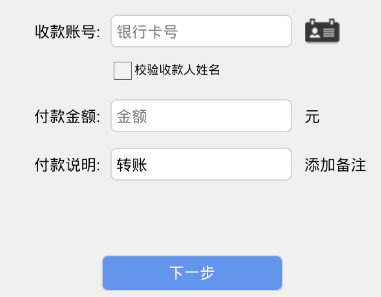 收款账号: 银行卡号
校验收款人姓名
付款金额: 金额 元
付款说明: 转账 添加备注
下一步